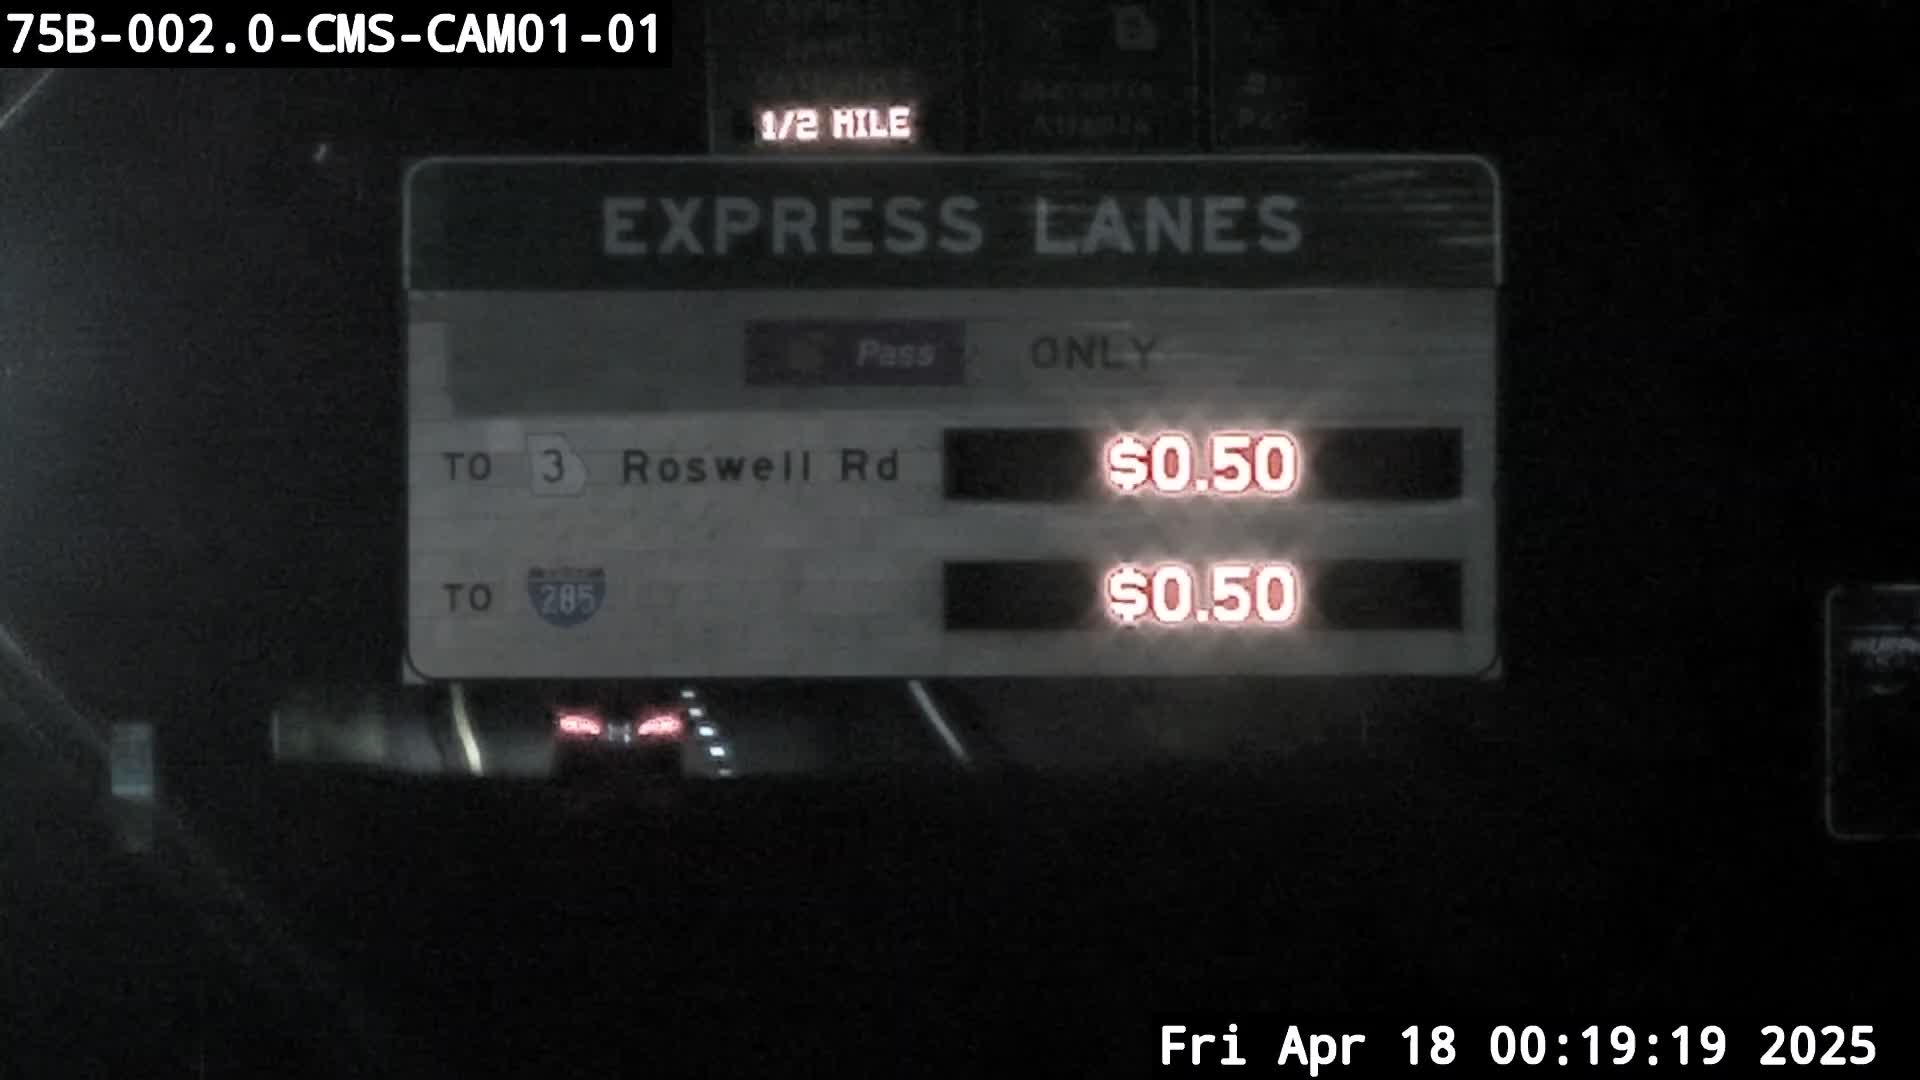 75B-002.0-CMS-CAM01-01
1/2 MILE
EXPRESS LANES
Pass ONLY
TO 3 Roswell Rd $0.50
TO 285 $0.50
Fri Apr 18 00:19:19 2025